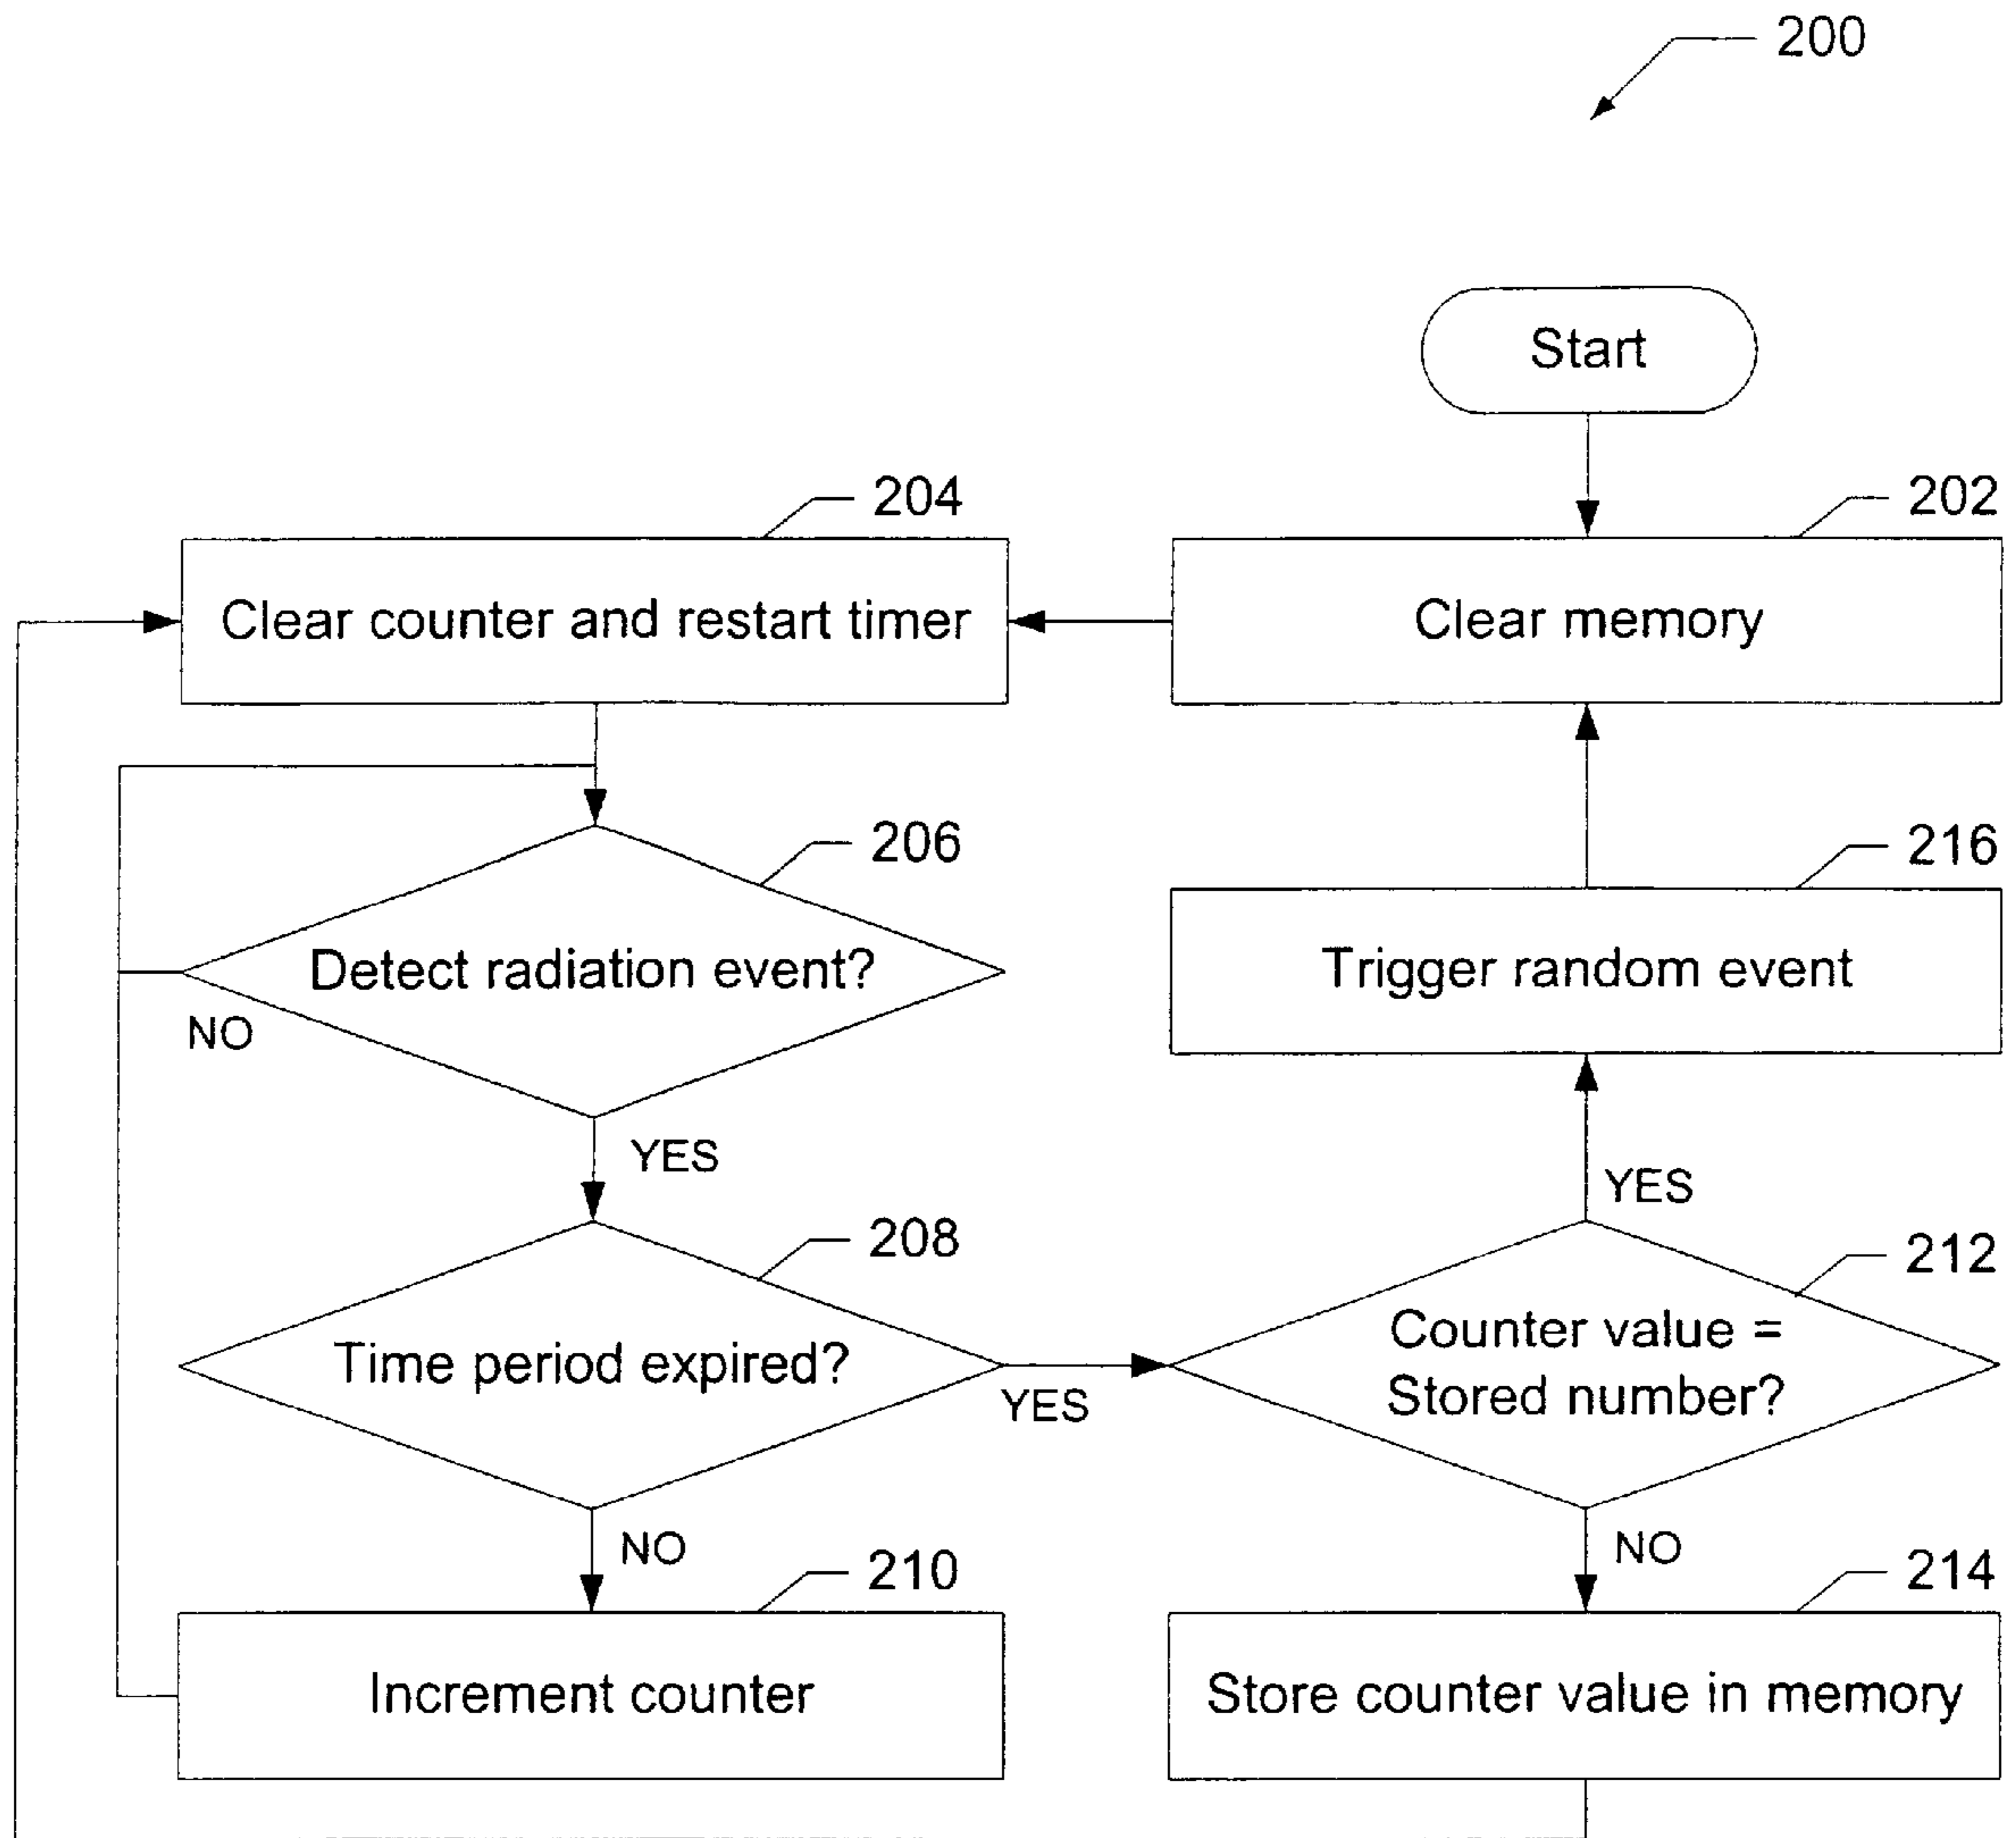 200
Start
204
202
Clear counter and restart timer
Clear memory
206
216
Detect radiation event?
Trigger random event
NO
YES
YES
208
212
Counter value =
Stored number?
Time period expired?
YES
NO
NO
210
214
Increment counter
Store counter value in memory